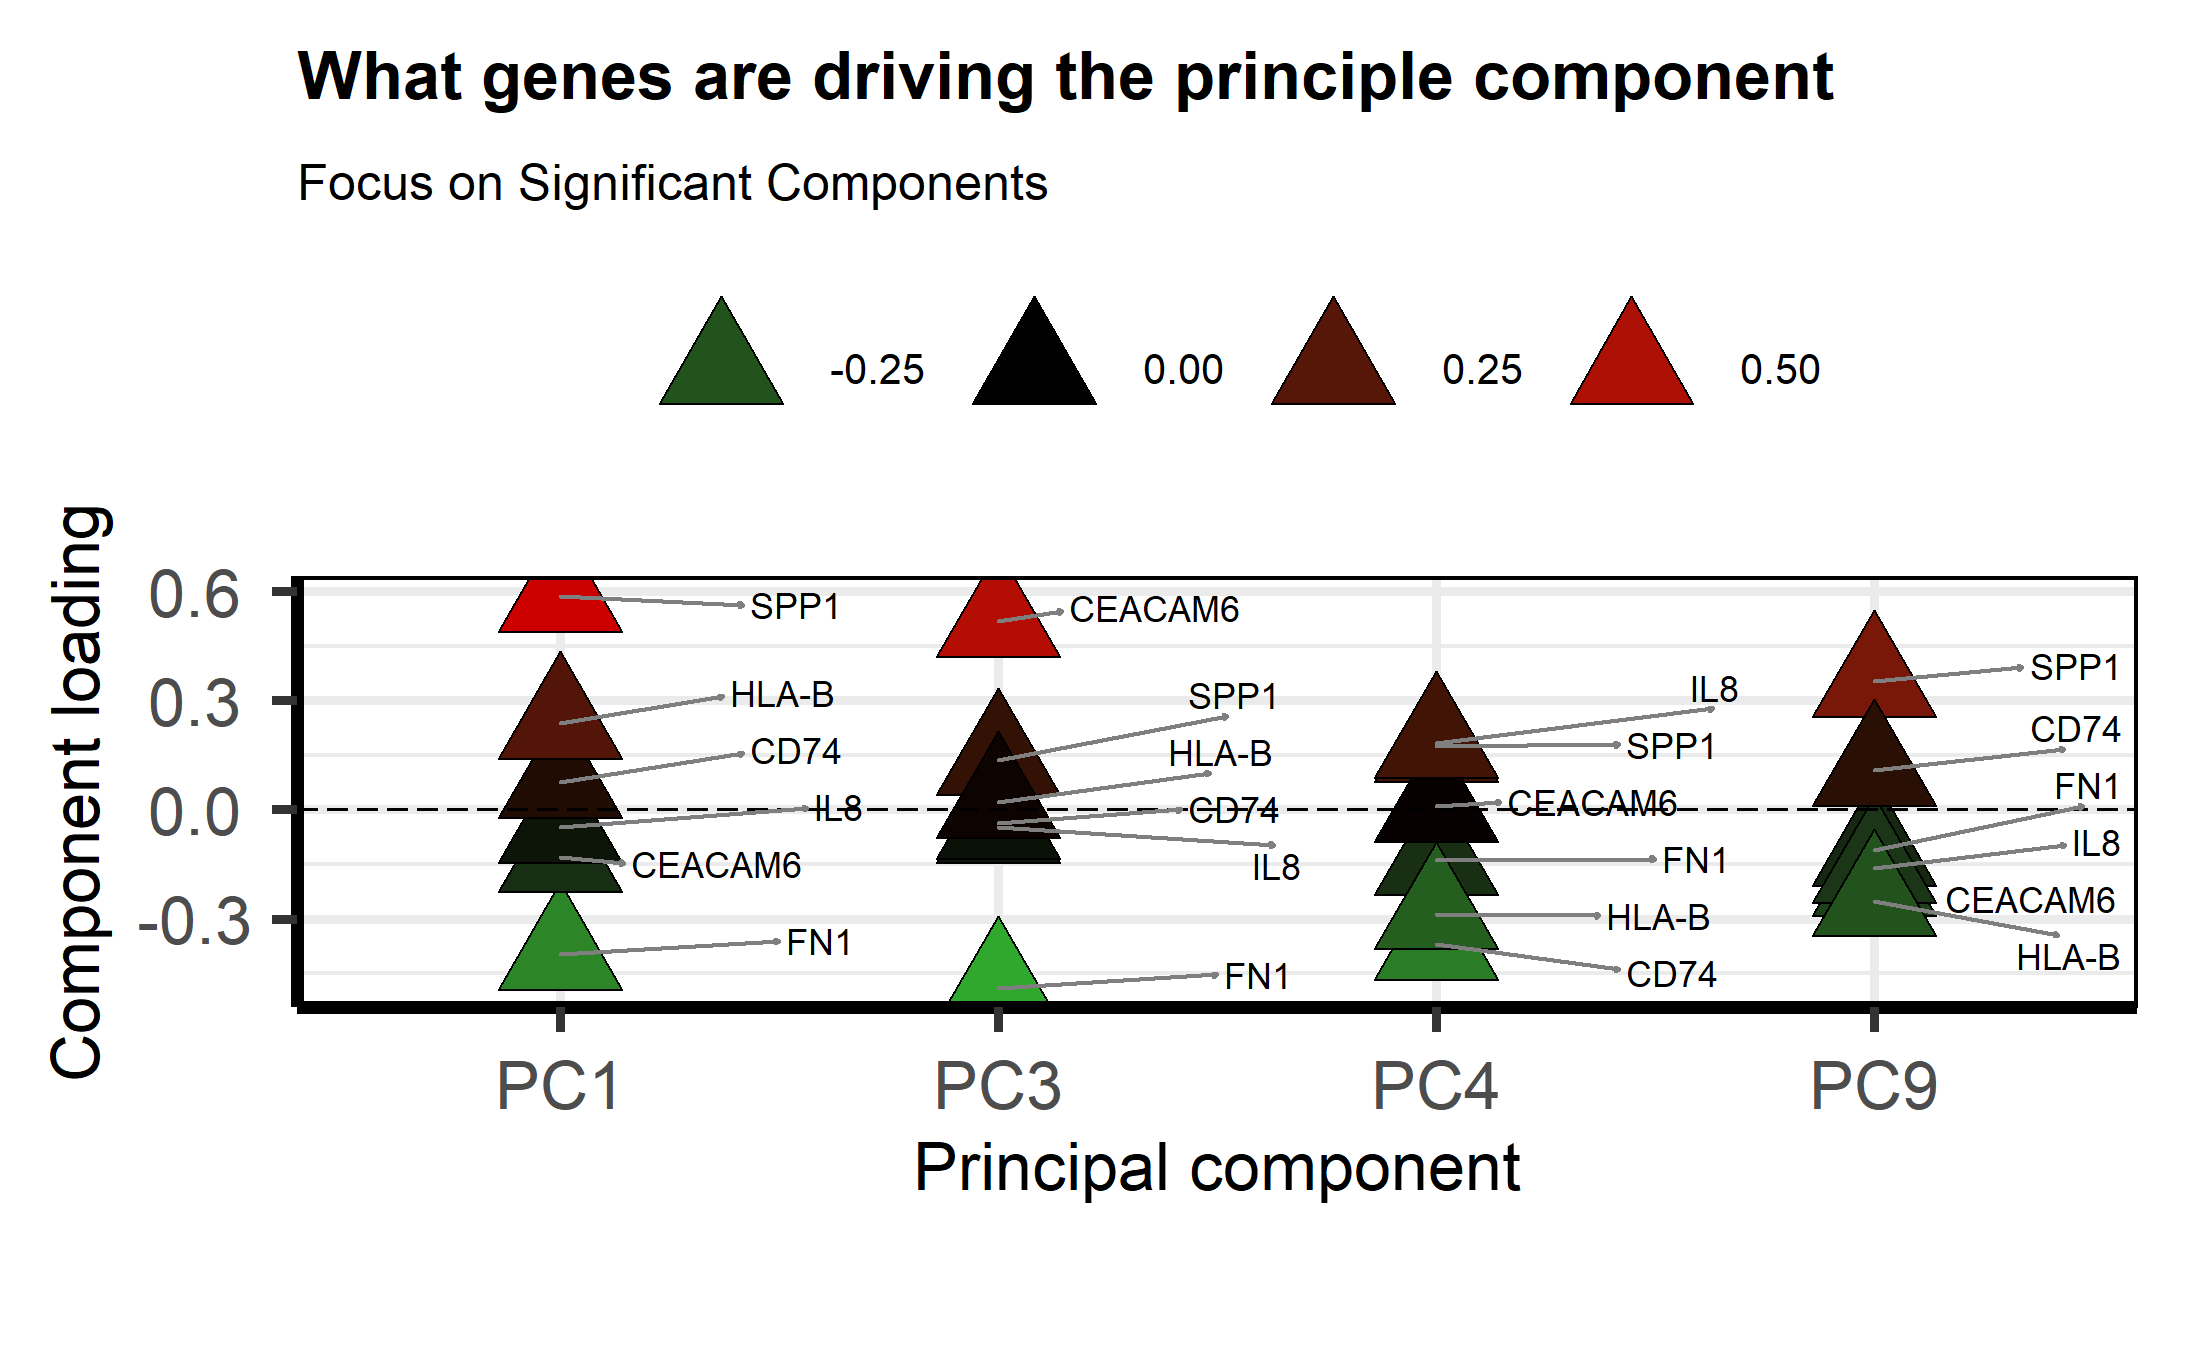 What genes are driving the principle component
Focus on Significant Components
-0.25 0.00 0.25 0.50
Component loading
0.6
0.3
0.0
-0.3
SPP1
HLA-B
CD74
IL8
CEACAM6
FN1
CEACAM6
SPP1
HLA-B
CD74
IL8
FN1
IL8
SPP1
CEACAM6
FN1
HLA-B
CD74
SPP1
CD74
FN1
IL8
CEACAM6
HLA-B
PC1 PC3 PC4 PC9
Principal component